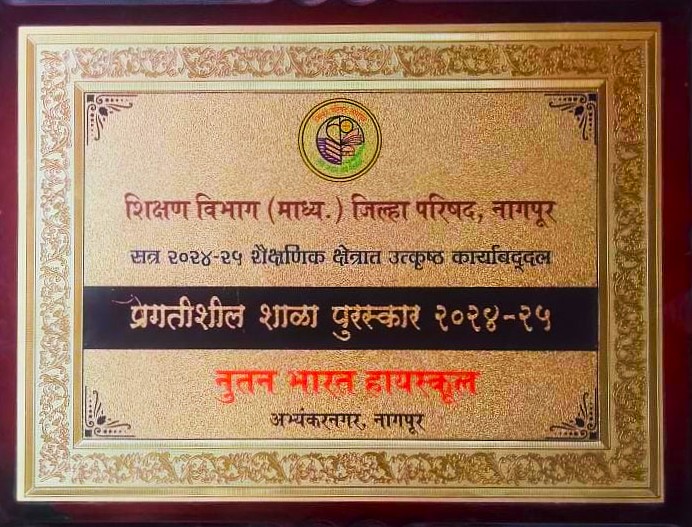 शिक्षण विभाग (माध्य.) जिल्हा परिषद, नागपूर
सत्र २०२४-२५ शैक्षणिक क्षेत्रात उत्कृष्ठ कार्याबद्दल
प्रगतीशील शाळा पुरस्कार २०२४-२५
नुतन भारत हायस्कूल
अभ्यंकरनगर, नागपूर